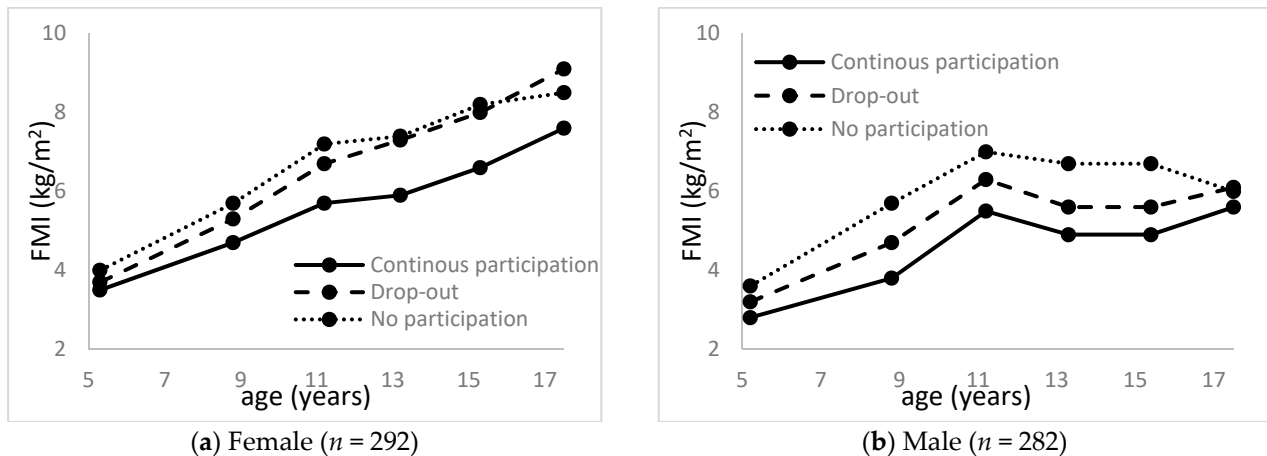 10
8
6
4
2
FMI (kg/m²)
Continous participation
Drop-out
No participation
5 7 9 11 13 15 17
age (years)
(a) Female (n = 292)
10
8
6
4
2
FMI (kg/m²)
Continous participation
Drop-out
No participation
5 7 9 11 13 15 17
age (years)
(b) Male (n = 282)